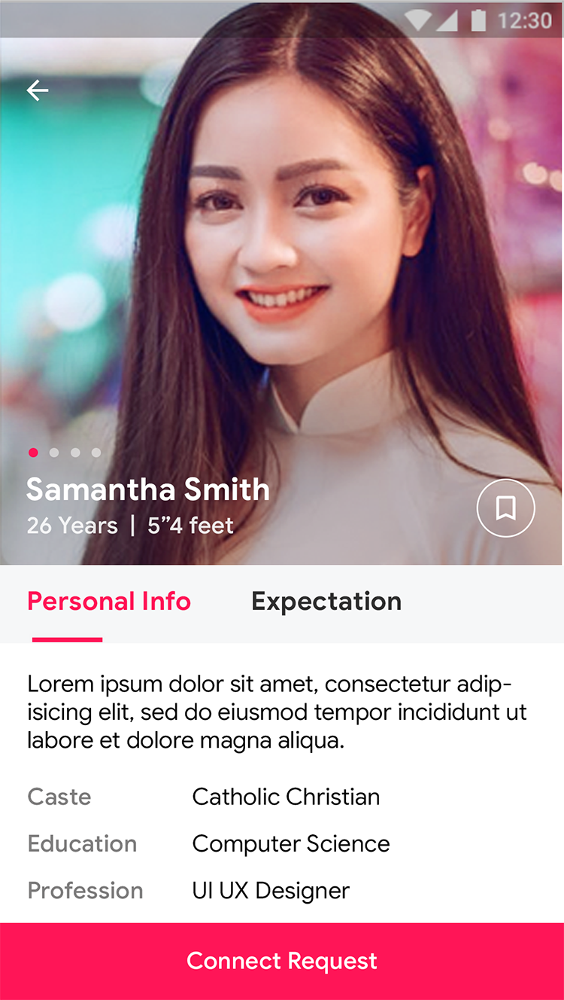 12:30
Samantha Smith
26 Years | 5”4 feet
Personal Info Expectation
Lorem ipsum dolor sit amet, consectetur adip-
isicing elit, sed do eiusmod tempor incididunt ut
labore et dolore magna aliqua.
Caste Catholic Christian
Education Computer Science
Profession UI UX Designer
Connect Request